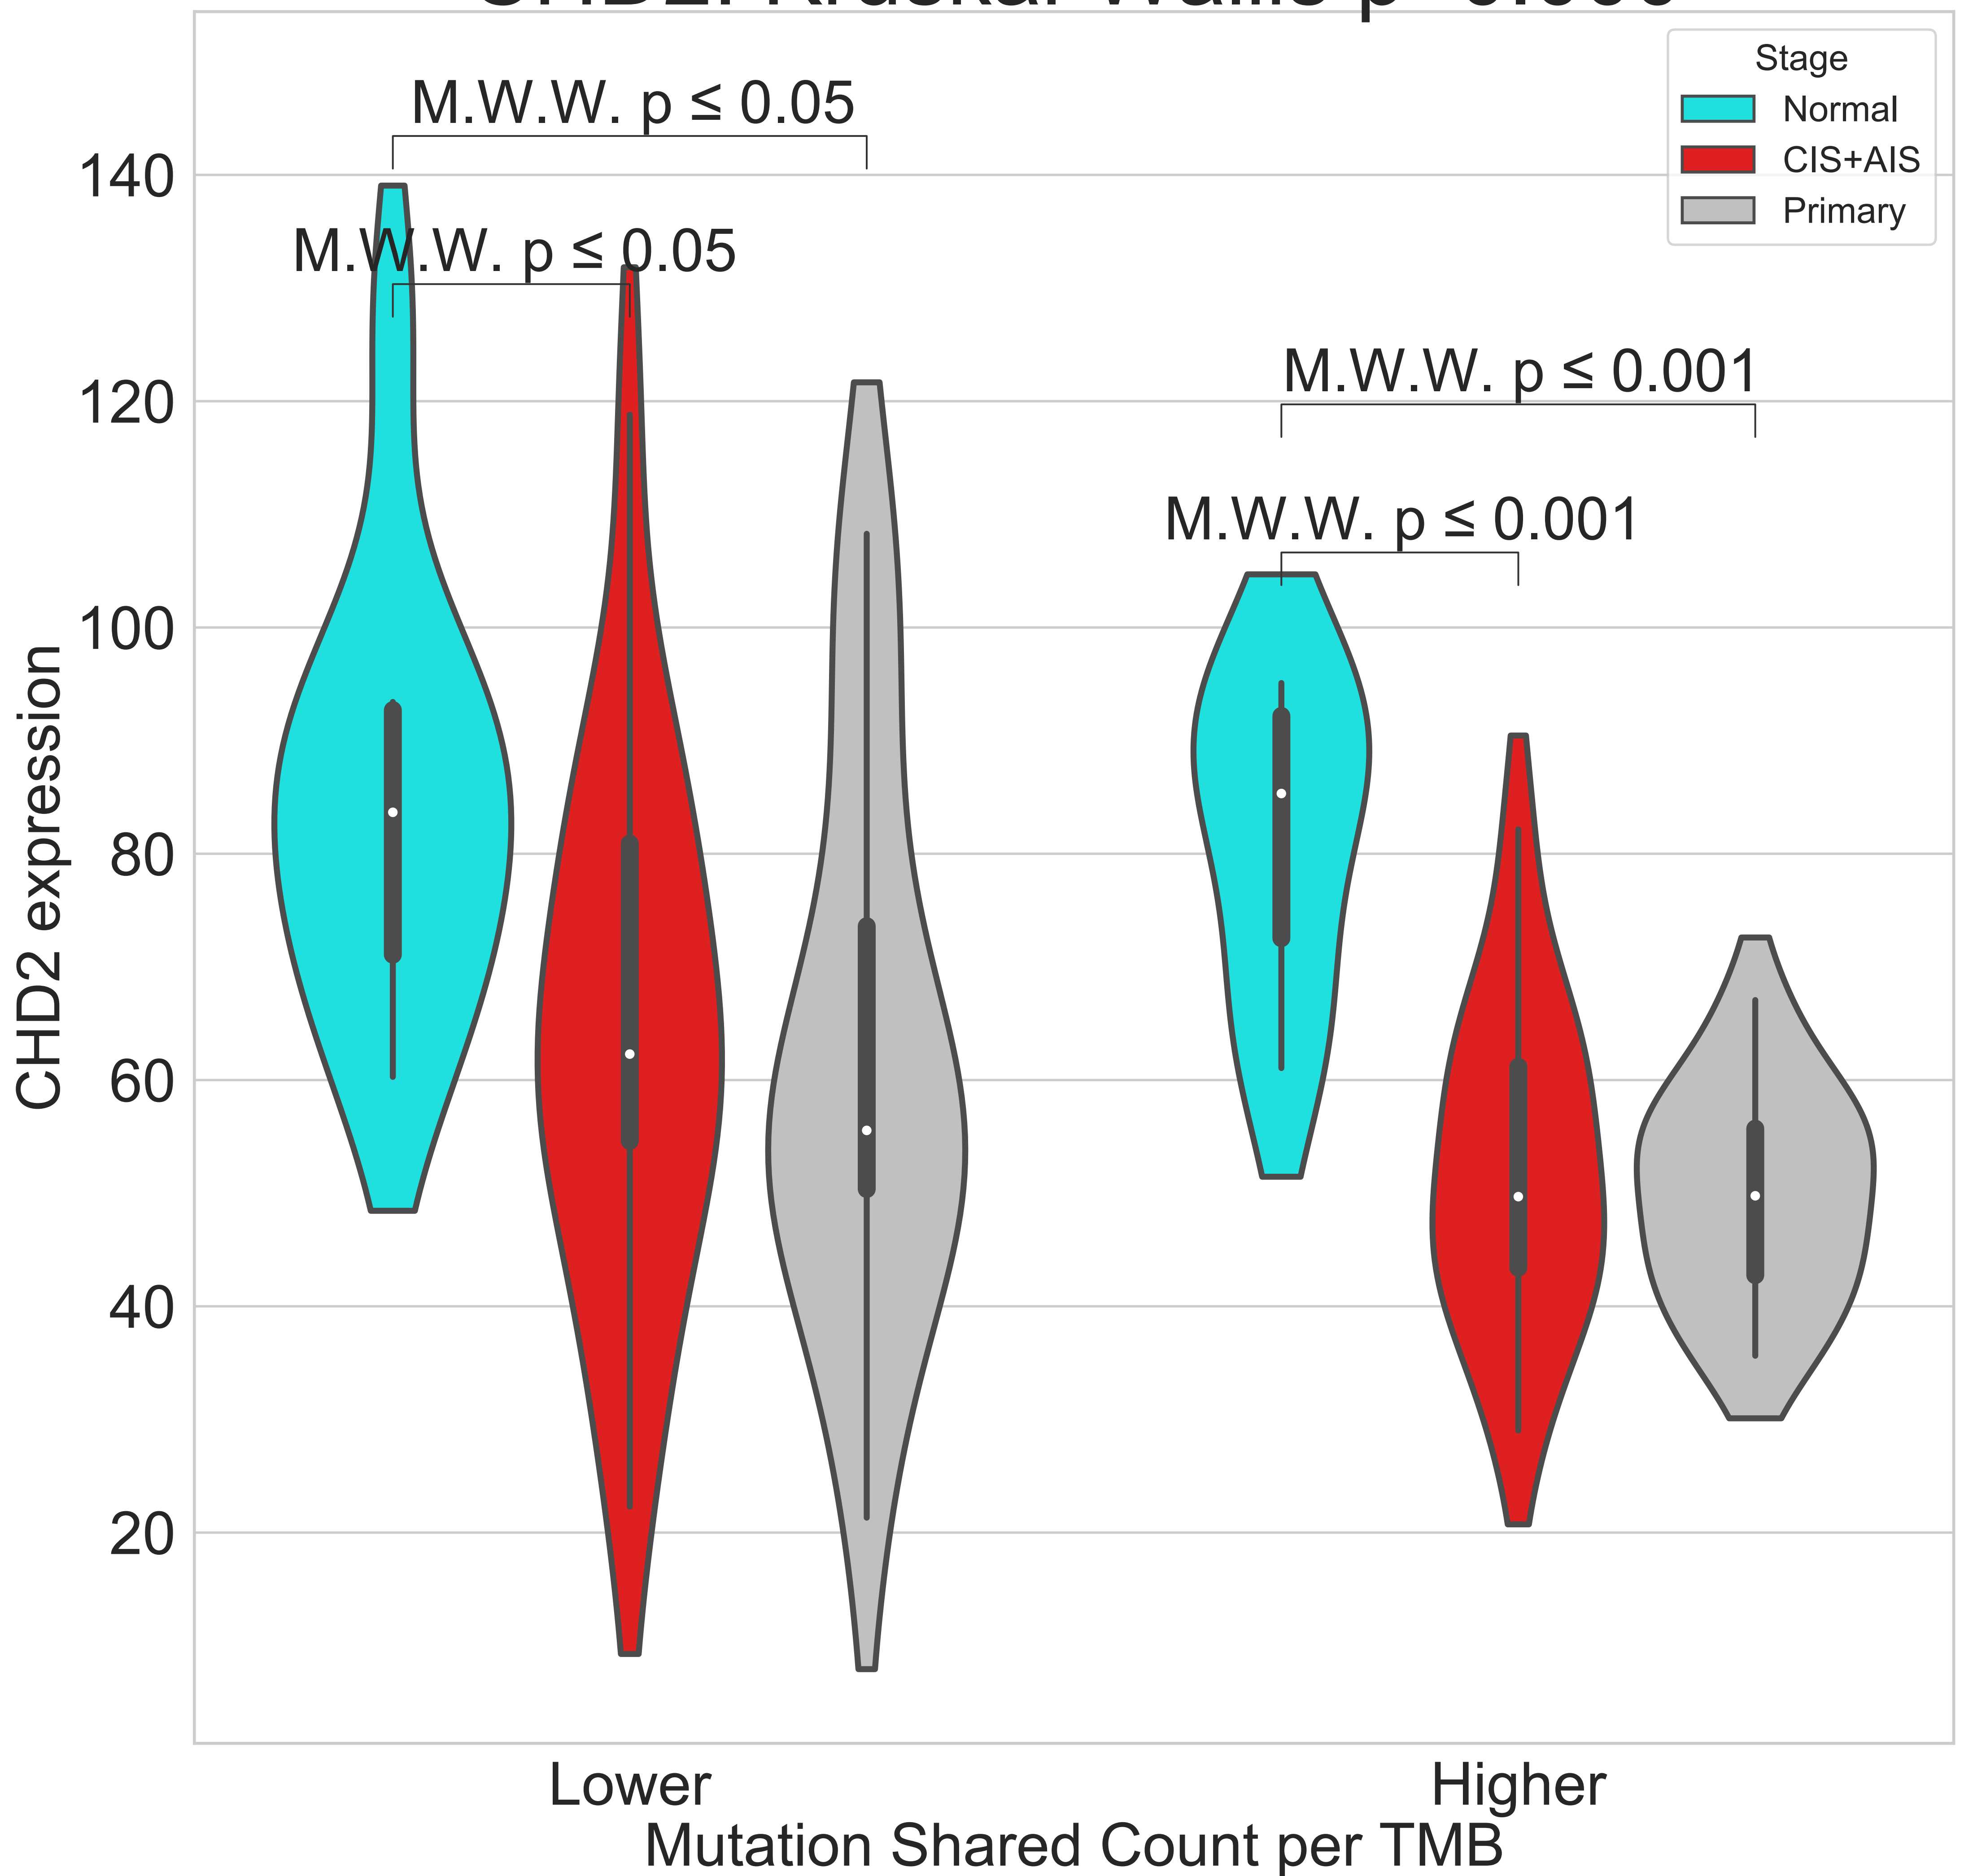 Stage
Normal
CIS+AIS
Primary
M.W.W. p ≤ 0.05
M.W.W. p ≤ 0.05
M.W.W. p ≤ 0.001
M.W.W. p ≤ 0.001
140
120
100
80
60
40
20
CHD2 expression
Lower
Higher
Mutation Shared Count per TMB